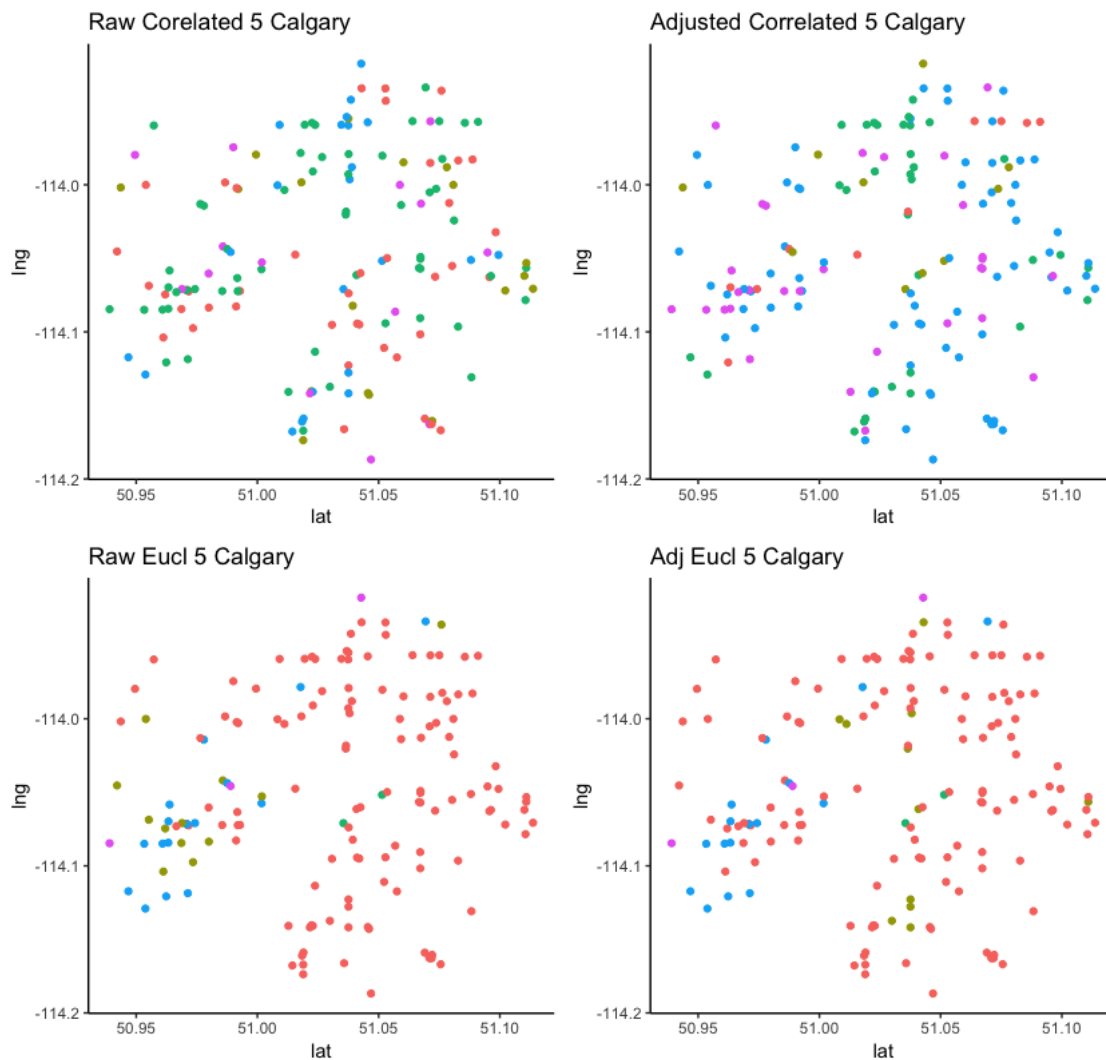 Raw Corelated 5 Calgary
Adjusted Correlated 5 Calgary
lng
-114.0
-114.1
-114.2
50.95 51.00 51.05 51.10
lat
lng
-114.0
-114.1
-114.2
50.95 51.00 51.05 51.10
lat
Raw Eucl 5 Calgary
Adj Eucl 5 Calgary
lng
-114.0
-114.1
-114.2
50.95 51.00 51.05 51.10
lat
lng
-114.0
-114.1
-114.2
50.95 51.00 51.05 51.10
lat